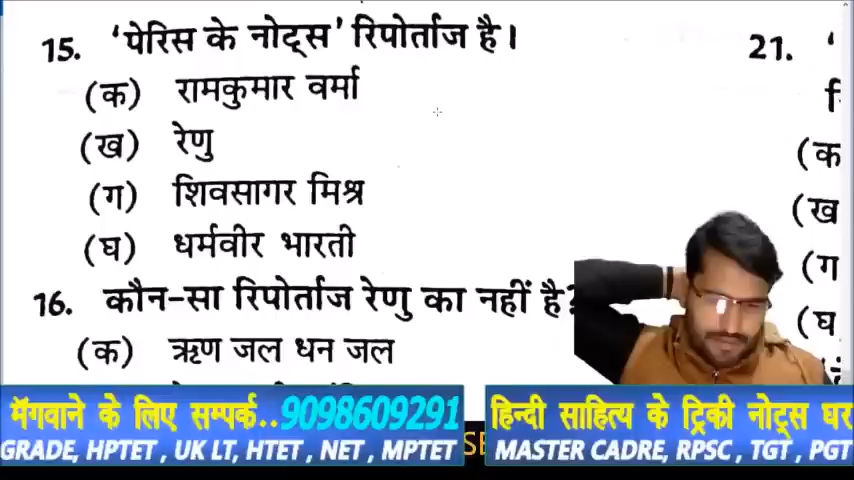 15. 'पेरिस के नोट्स' रिपोर्ताज है।
(क) रामकुमार वर्मा
(ख) रेणु
(ग) शिवसागर मिश्र
(घ) धर्मवीर भारती
16. कौन-सा रिपोर्ताज रेणु का नहीं है?
(क) ऋण जल धन जल
21. '
(क
(ख
(ग
(घ
मॅगवाने के लिए सम्पर्क..9098609291
GRADE, HPTET , UK LT, HTET , NET , MPTET
हिन्दी साहित्य के ट्रिकी नोट्स घर
MASTER CADRE, RPSC , TGT , PGT